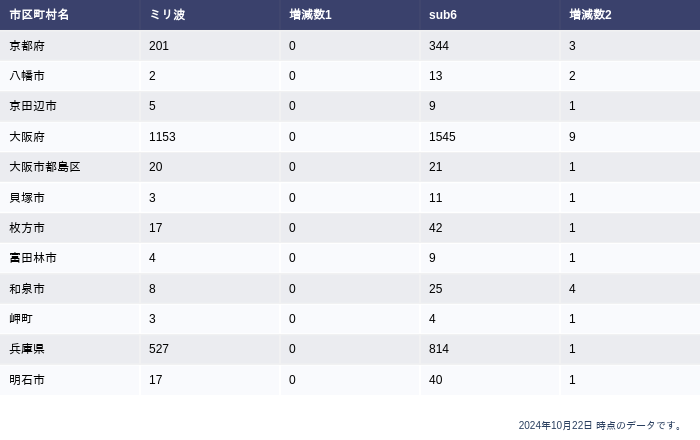 市区町村名 ミリ波 増減数1 sub6 増減数2
京都府 201 0 344 3
八幡市 2 0 13 2
京田辺市 5 0 9 1
大阪府 1153 0 1545 9
大阪市都島区 20 0 21 1
貝塚市 3 0 11 1
枚方市 17 0 42 1
富田林市 4 0 9 1
和泉市 8 0 25 4
岬町 3 0 4 1
兵庫県 527 0 814 1
明石市 17 0 40 1
2024年10月22日 時点のデータです。